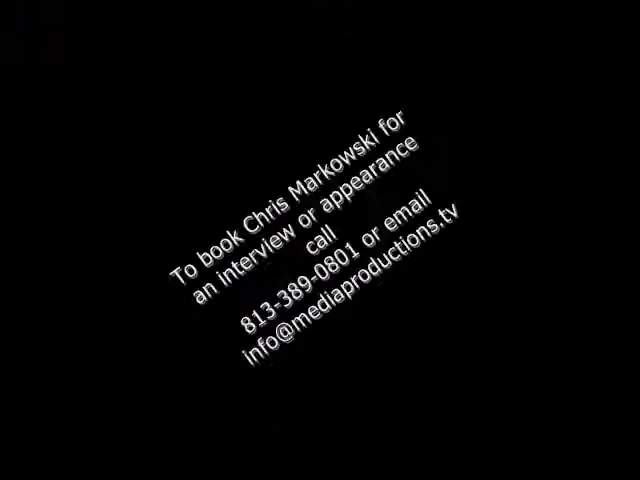 To book Chris Markowski for
an interview or appearance
call
813-389-0801 or email
info@mediaproductions.tv